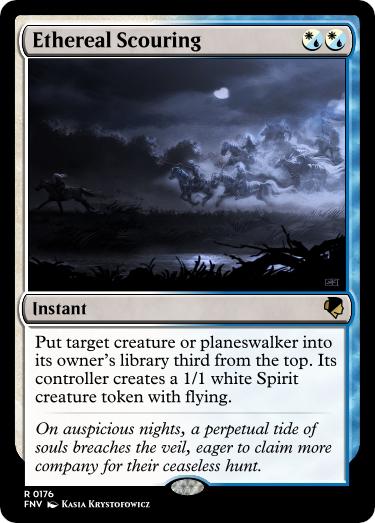 Ethereal Scouring
Instant
Put target creature or planeswalker into
its owner's library third from the top. Its
controller creates a 1/1 white Spirit
creature token with flying.
On auspicious nights, a perpetual tide of
souls breaches the veil, eager to claim more
company for their ceaseless hunt.
R 0176
FNV Kasia Krystofowicz